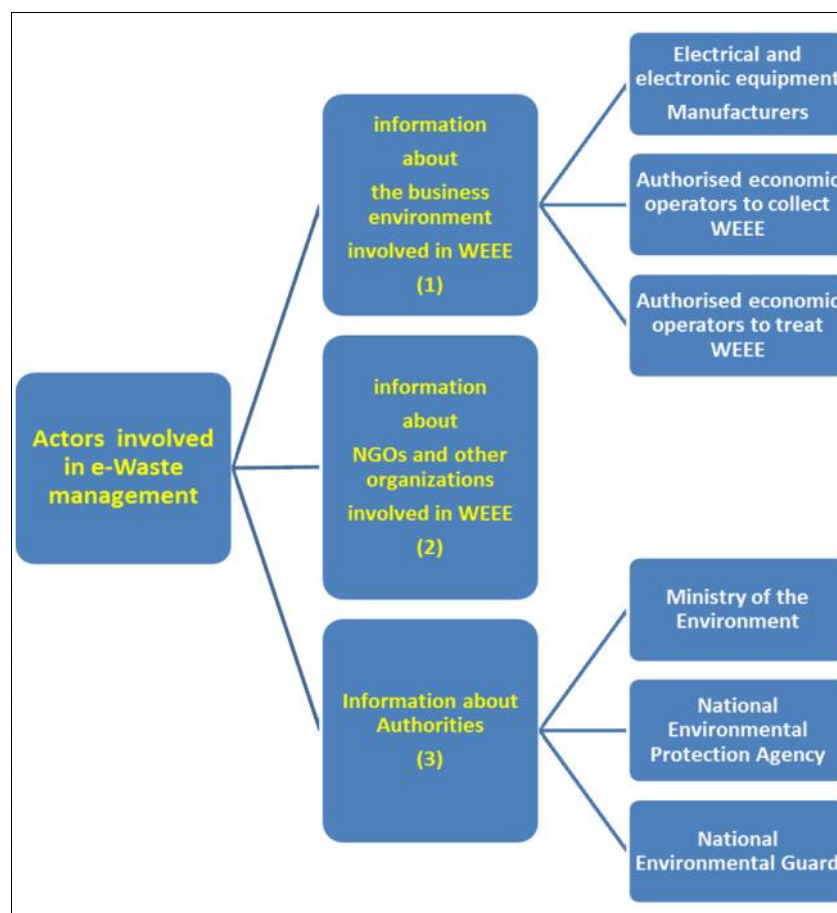 Actors involved
in e-Waste
management
information
about
the business
environment
involved in WEEE
(1)
Electrical and
electronic equipment
Manufacturers
Authorised economic
operators to collect
WEEE
Authorised economic
operators to treat
WEEE
information
about
NGOs and other
organizations
involved in WEEE
(2)
Information about
Authorities
(3)
Ministry of the
Environment
National
Environmental
Protection Agency
National
Environmental Guard